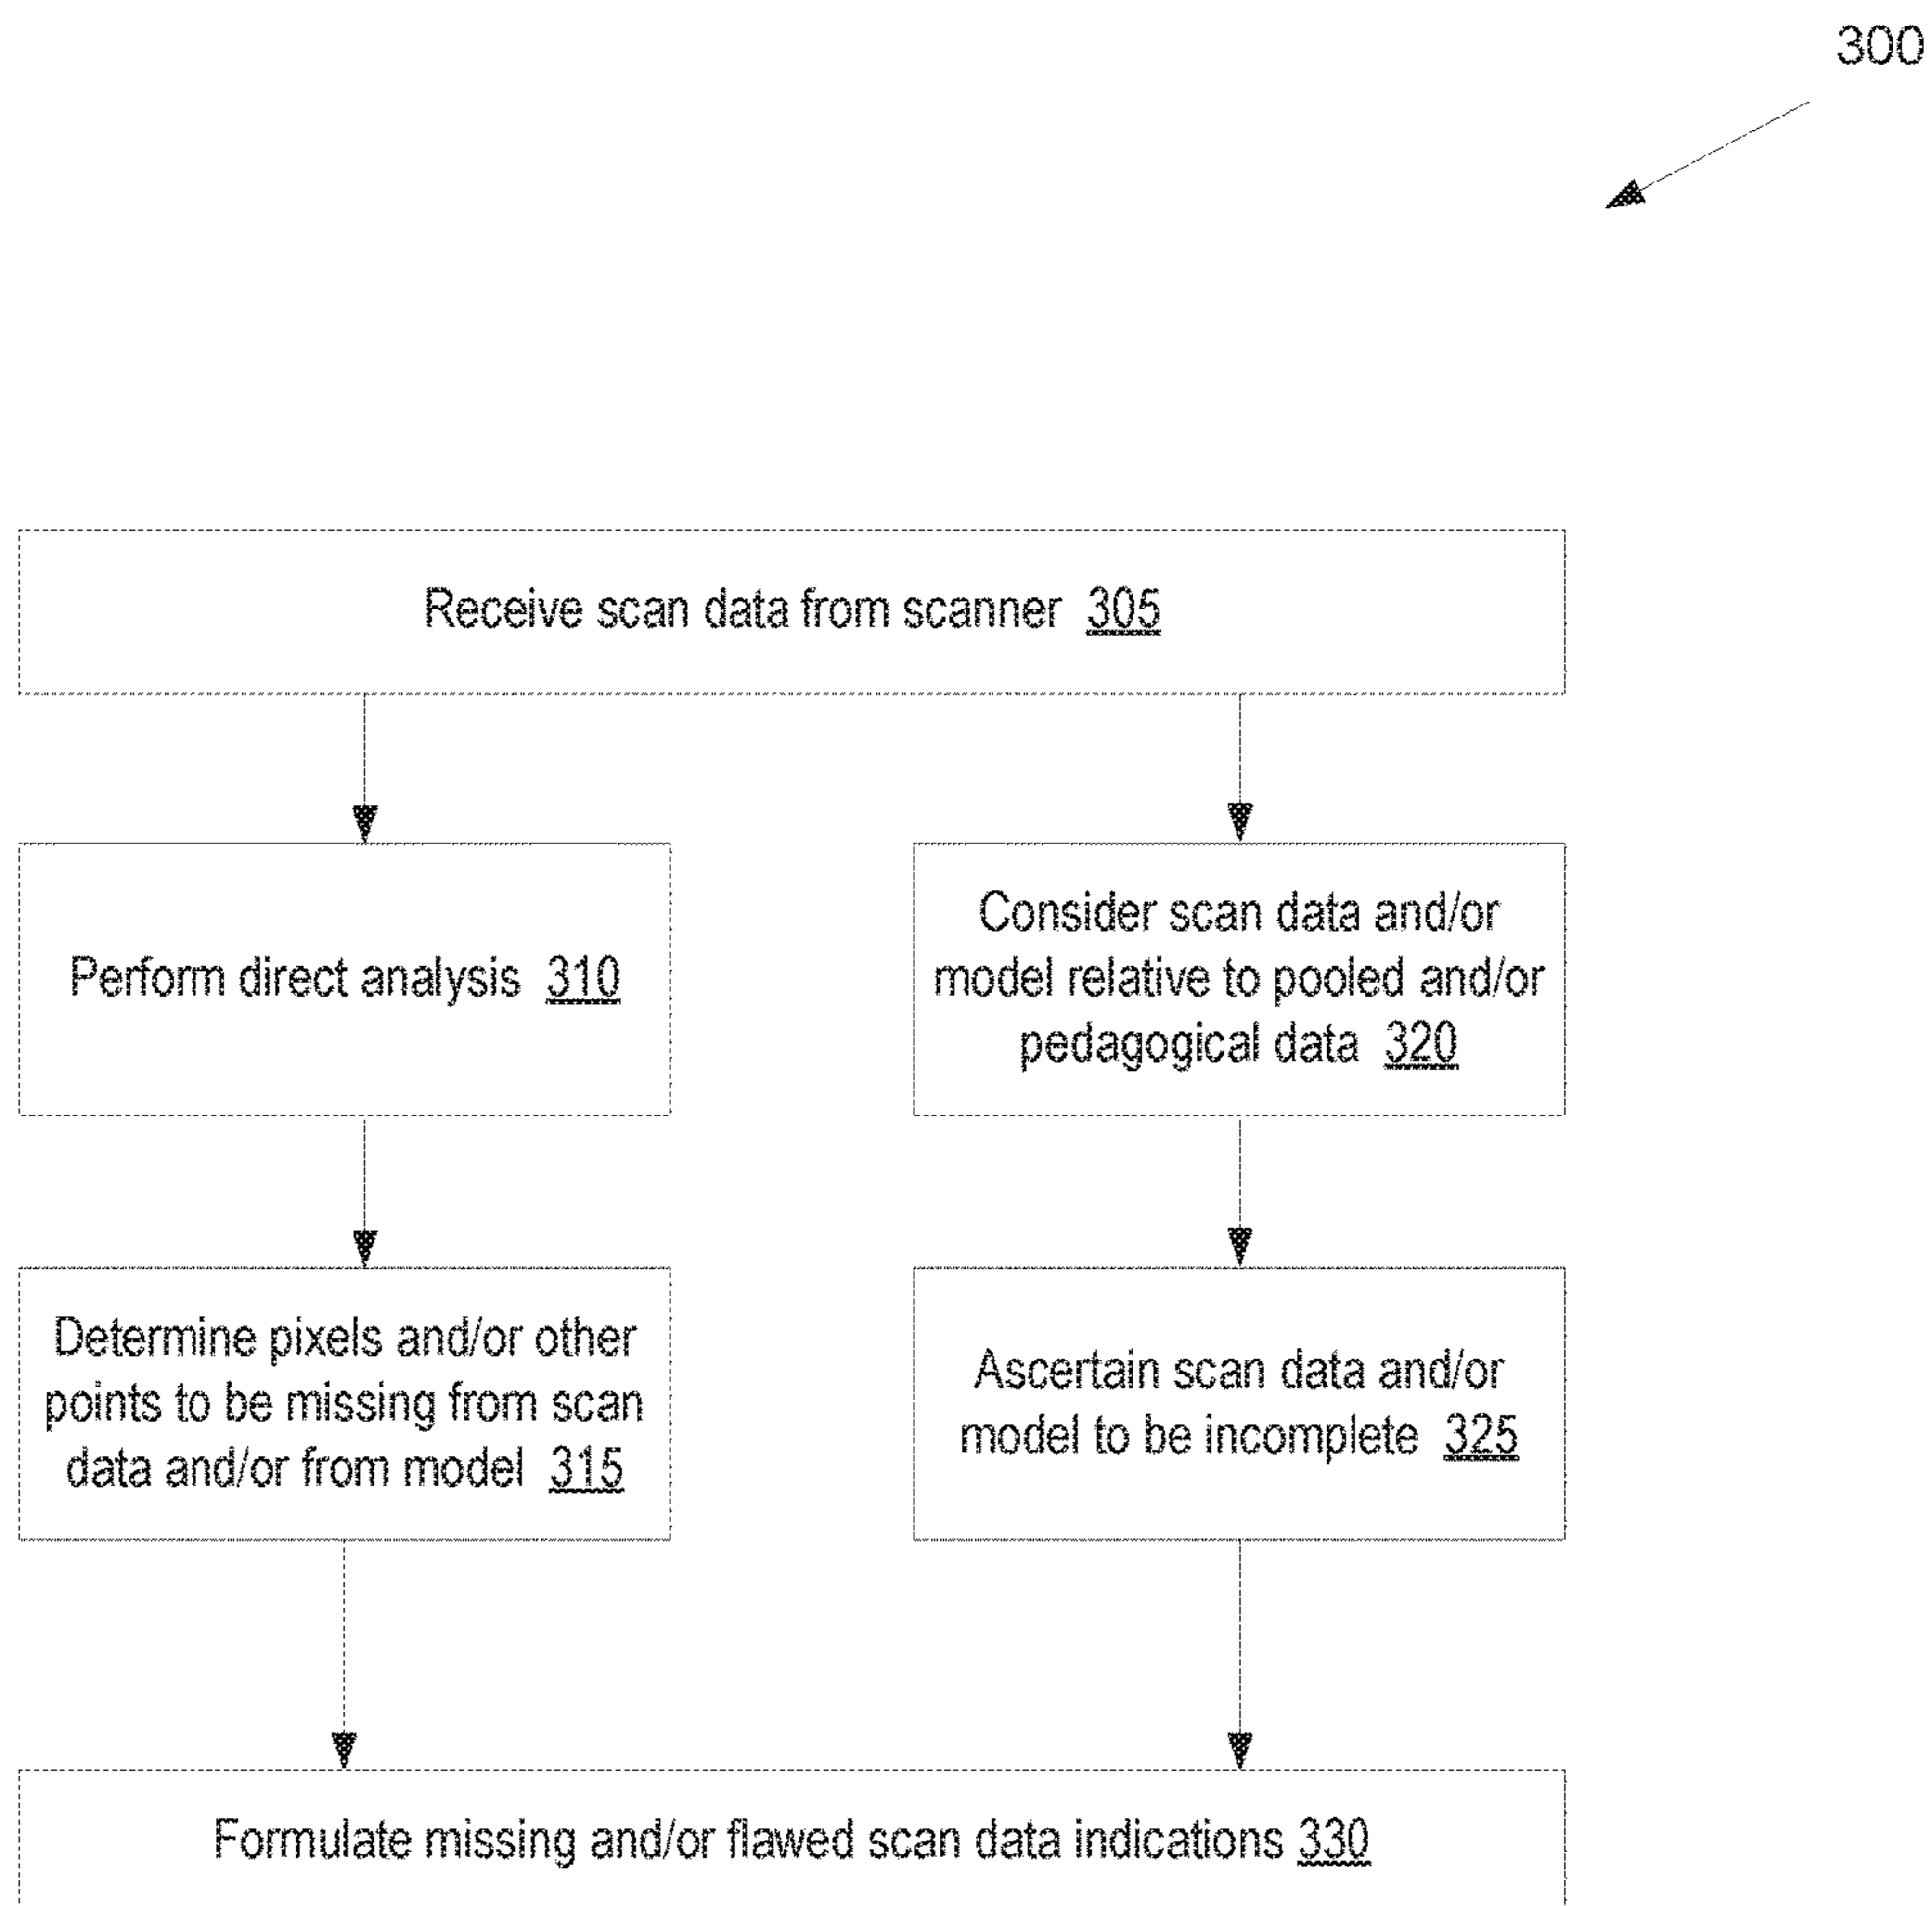 300
Receive scan data from scanner 305
Perform direct analysis 310
Consider scan data and/or
model relative to pooled and/or
pedagogical data 320
Determine pixels and/or other
points to be missing from scan
data and/or from model 315
Ascertain scan data and/or
model to be incomplete 325
Formulate missing and/or flawed scan data indications 330